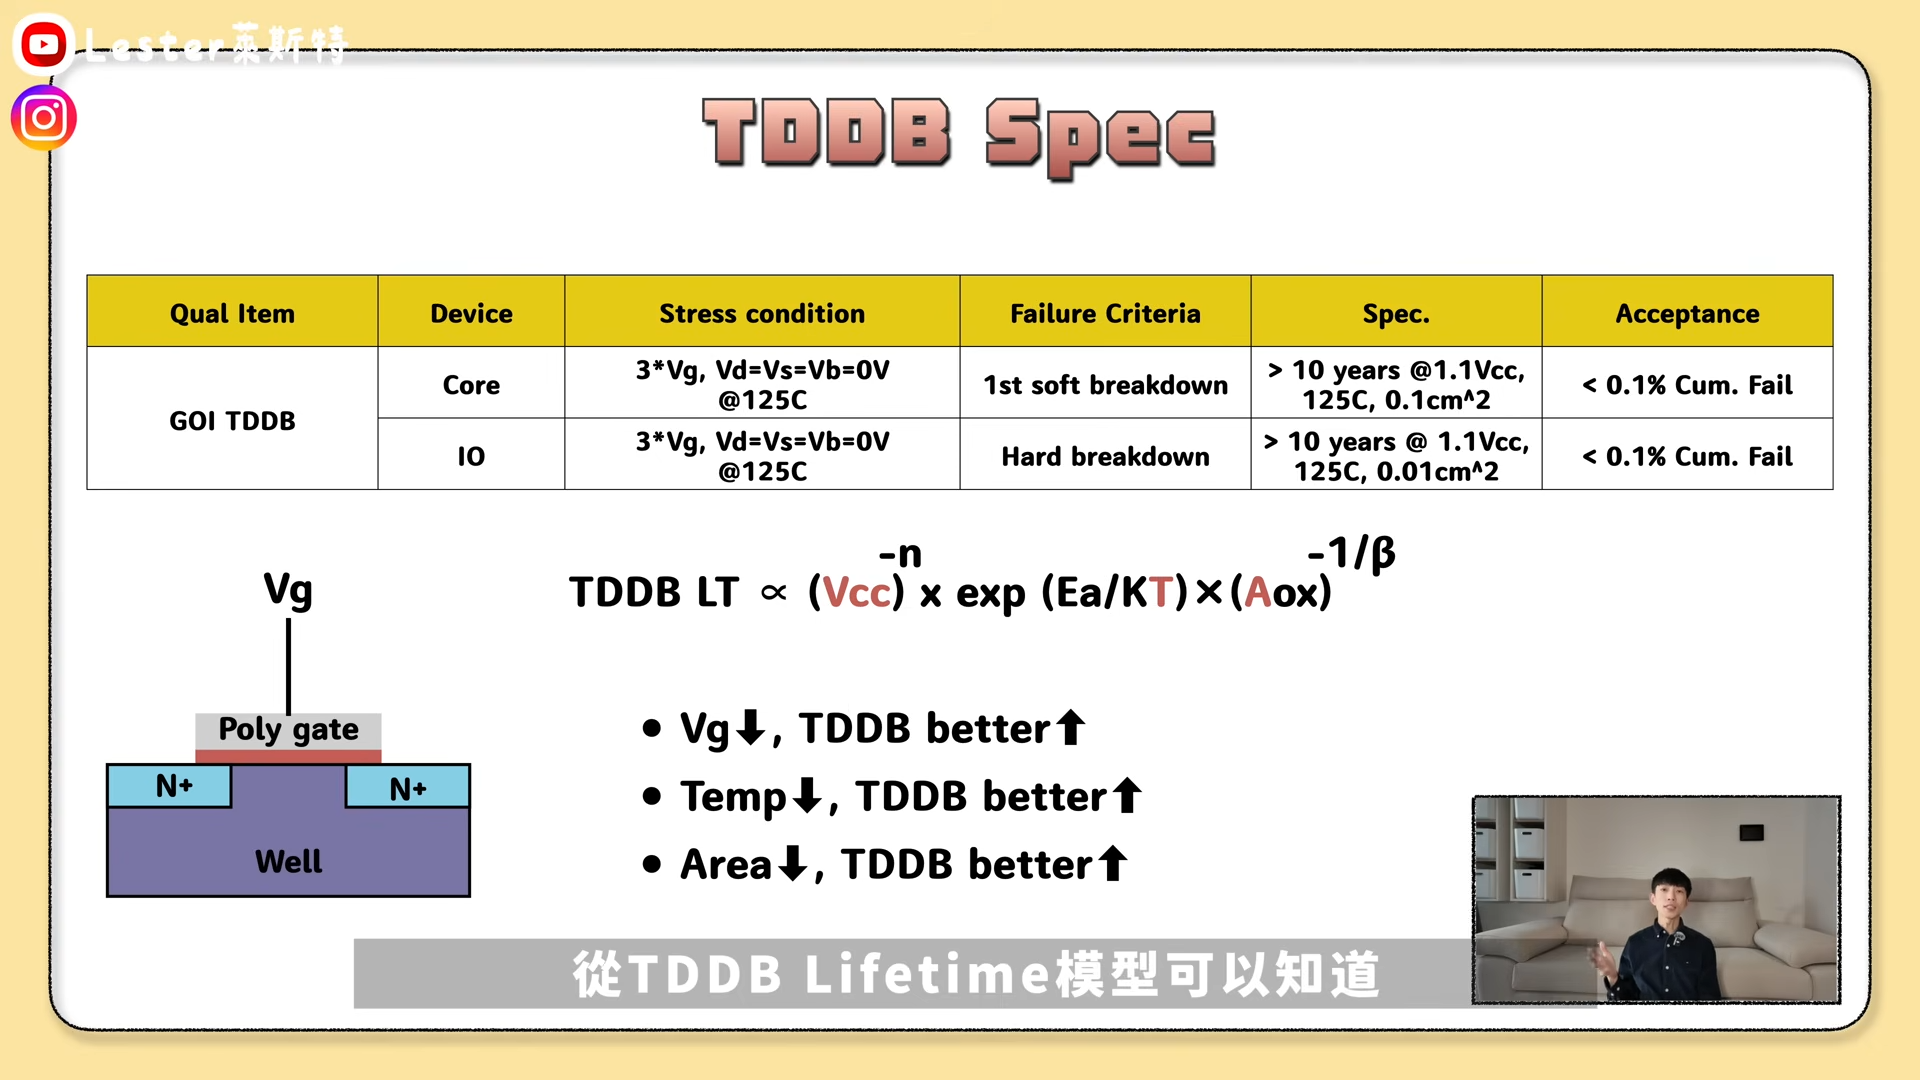 Lester萊斯特
TDDB Spec
Qual Item
Device
Stress condition
Failure Criteria
Spec.
Acceptance
GOI TDDB
Core
3*Vg, Vd=Vs=Vb=0V
@125C
1st soft breakdown
> 10 years @1.1Vcc,
125C, 0.1cm^2
< 0.1% Cum. Fail
IO
3*Vg, Vd=Vs=Vb=0V
@125C
Hard breakdown
> 10 years @ 1.1Vcc,
125C, 0.01cm^2
< 0.1% Cum. Fail
TDDB LT ∝ (Vcc)^-n x exp (Ea/KT)×(Aox)^-1/β
Vg
Poly gate
N+
N+
Well
• Vg⬇, TDDB better⬆
• Temp⬇, TDDB better⬆
• Area⬇, TDDB better⬆
從TDDB Lifetime模型可以知道